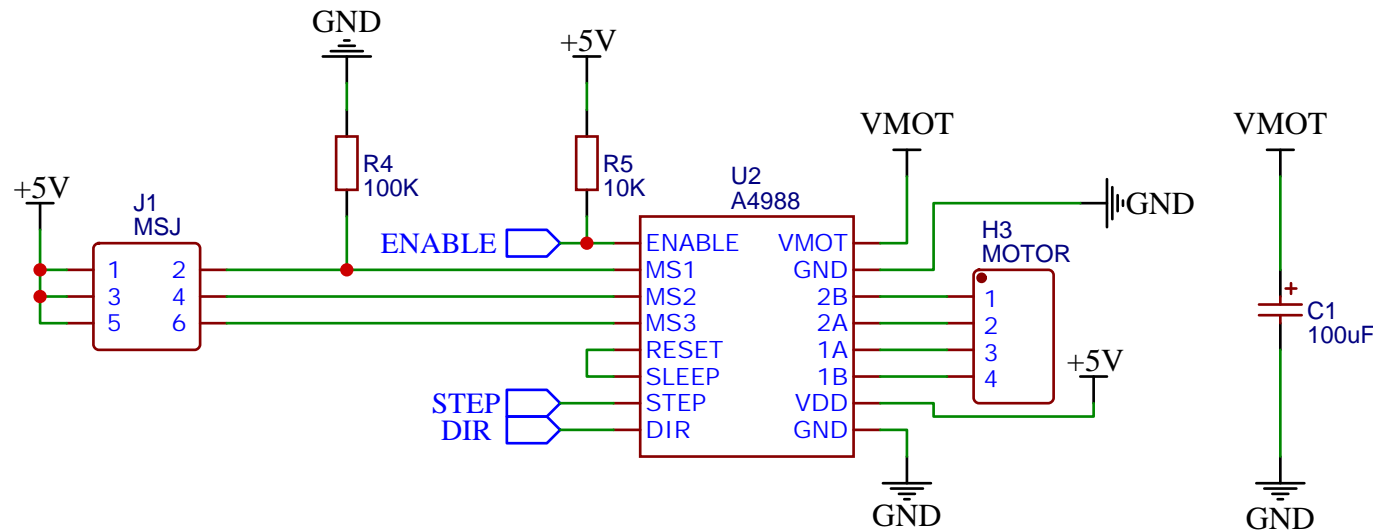 GND
+5V
VMOT
VMOT
R4
100K
R5
10K
U2
A4988
+5V
J1
MSJ
GND
H3
MOTOR
ENABLE
ENABLE
VMOT
1
2
MS1
GND
3
4
MS2
2B
1
5
6
MS3
2A
2
RESET
1A
3
SLEEP
1B
4
+5V
C1
100uF
+
STEP
STEP
VDD
DIR
DIR
GND
GND
GND